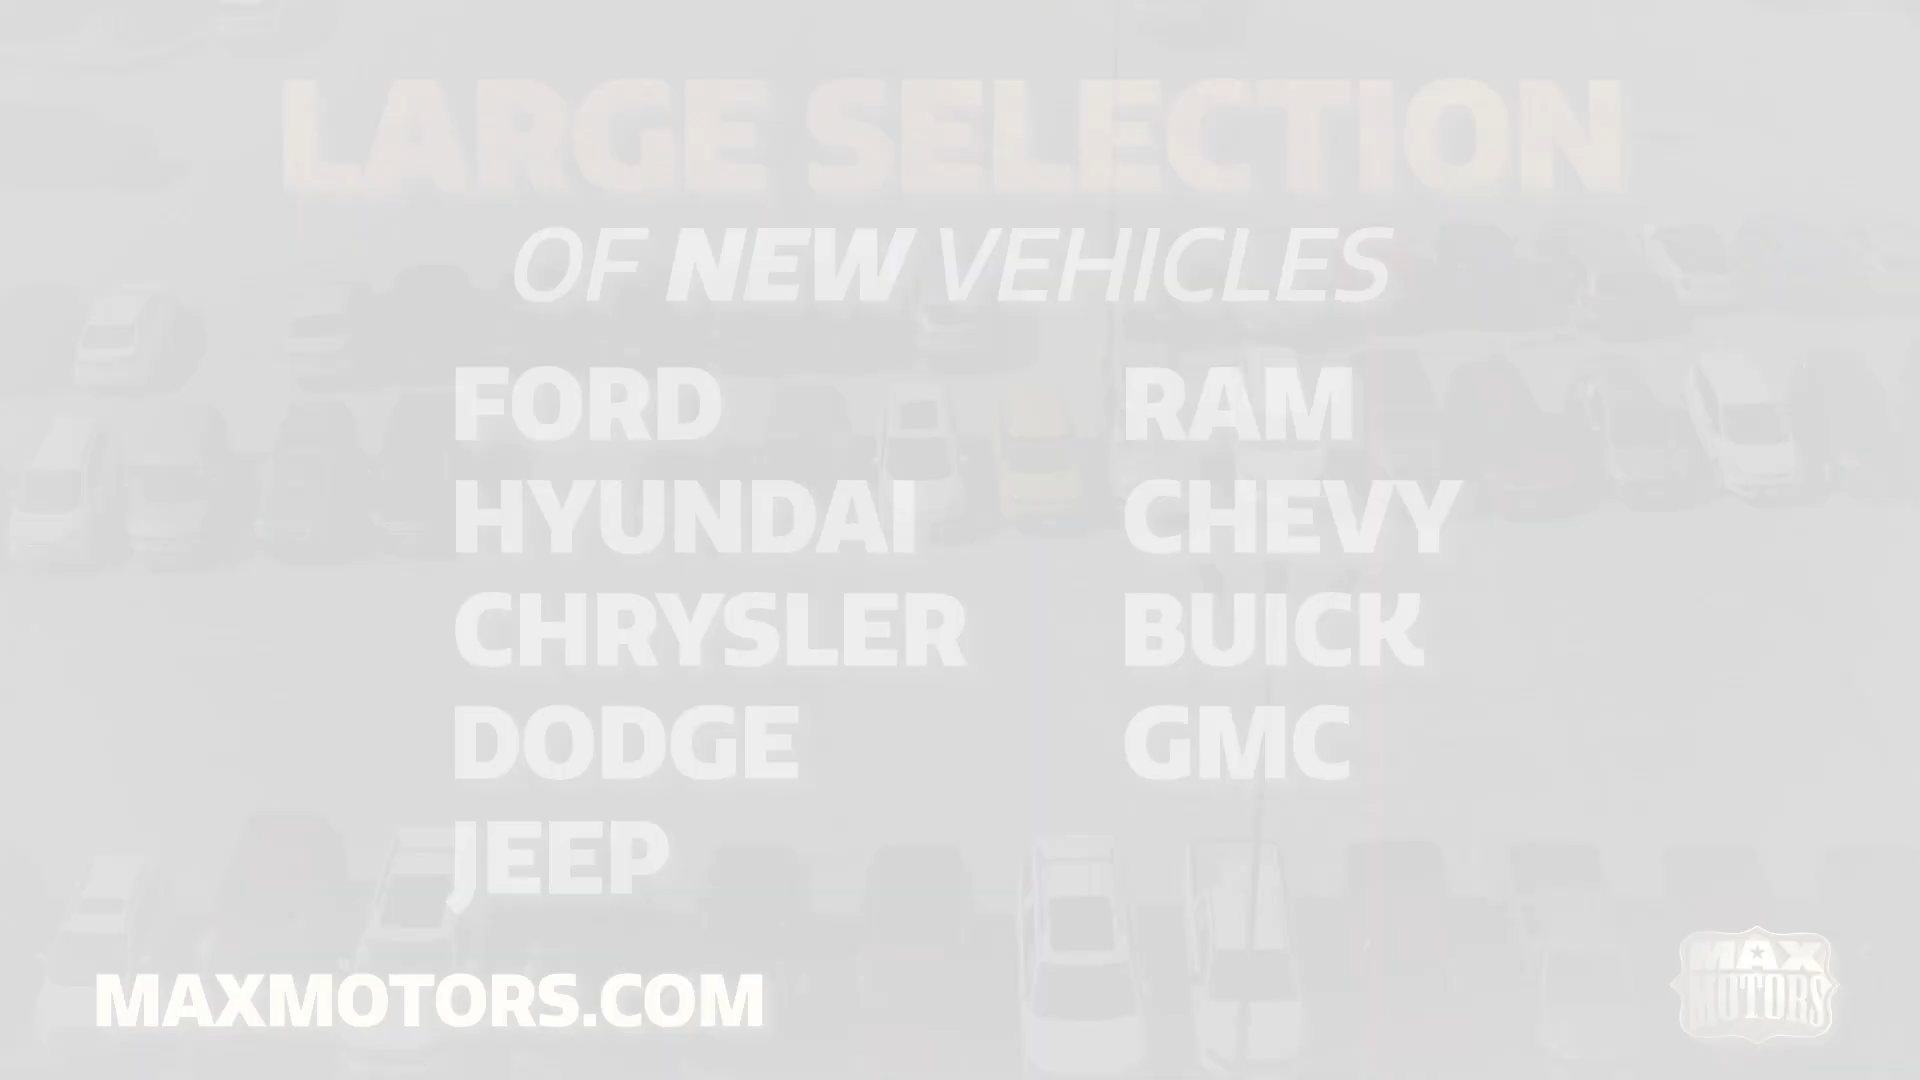 LARGE SELECTION
OF NEW VEHICLES
FORD
HYUNDAI
CHRYSLER
DODGE
JEEP
RAM
CHEVY
BUICK
GMC
MAXMOTORS.COM
MAX
MOTORS